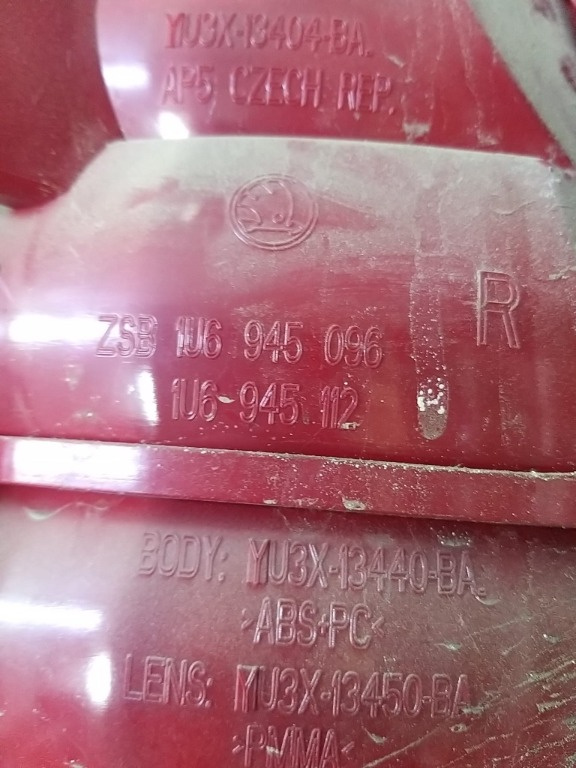 YU3X-13404-BA.
AP5 CZECH REP.
R
ZSB 1U6 945 096
1U6 945 112
BODY: YU3X-13440-BA.
>ABS+PC<
LENS: YU3X-13450-BA.
>PMMA<